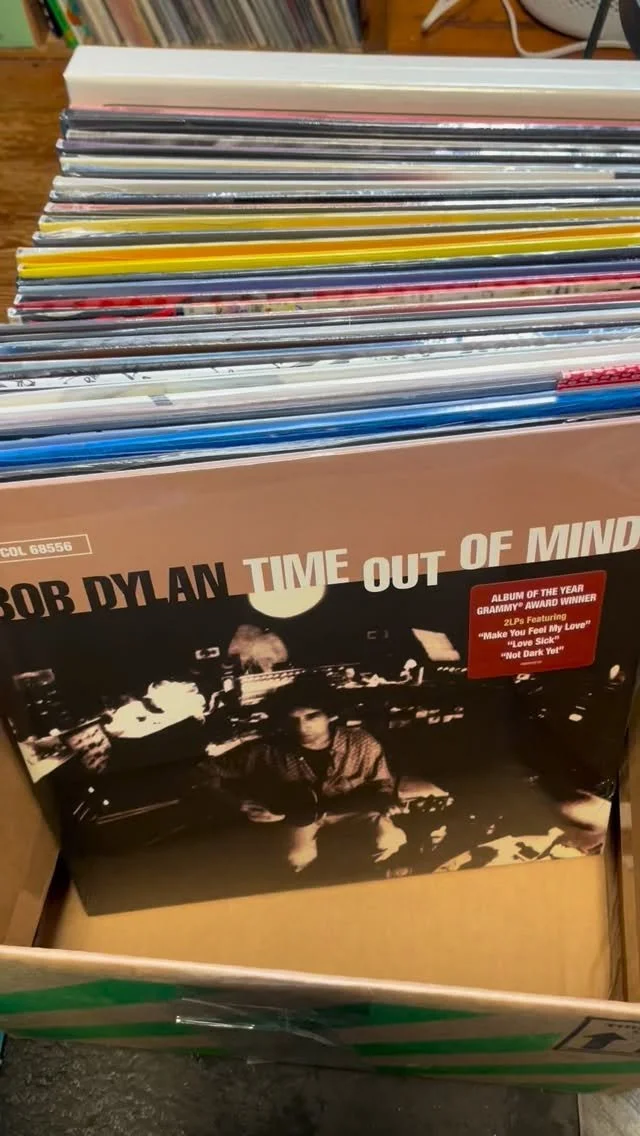 COL 68556
BOB DYLAN TIME OUT OF MIND
ALBUM OF THE YEAR
GRAMMY® AWARD WINNER
2LPs Featuring
"Make You Feel My Love"
"Love Sick"
"Not Dark Yet"